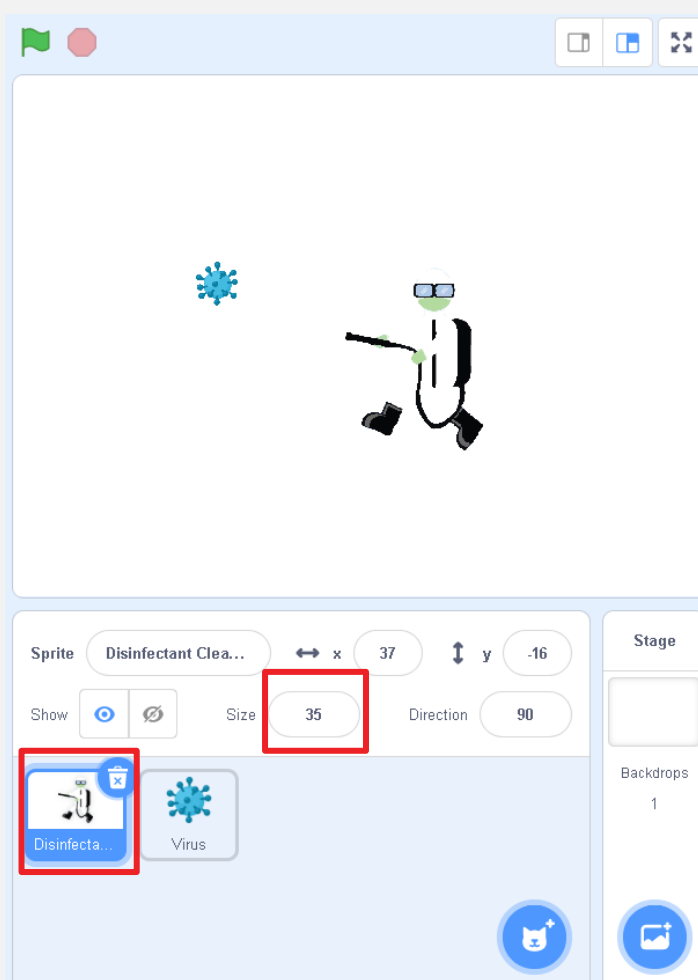 Sprite Disinfectant Clea... x 37 y -16
Show Size 35 Direction 90
Stage
Backdrops
1
Disinfecta...
Virus